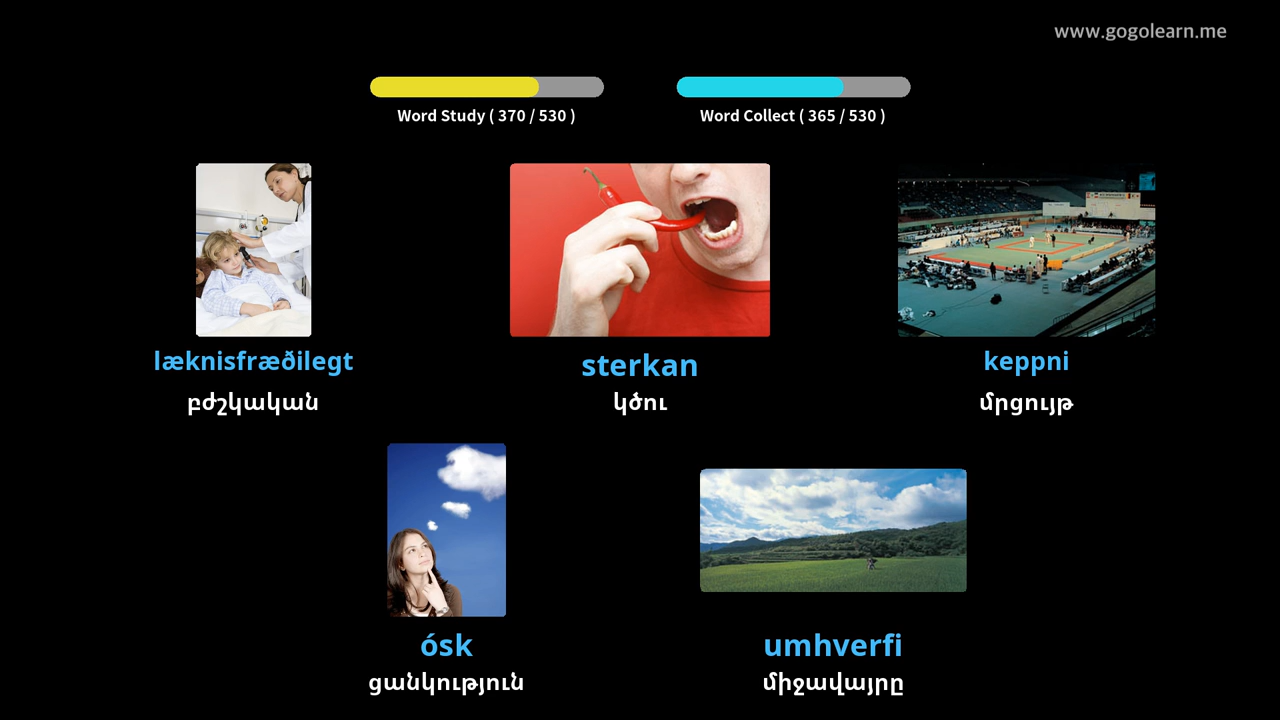 www.gogolearn.me
Word Study ( 370 / 530 )
Word Collect ( 365 / 530 )
læknisfræðilegt
բժշկական
sterkan
կծու
keppni
մրցույթ
ósk
ցանկություն
umhverfi
միջավայրը